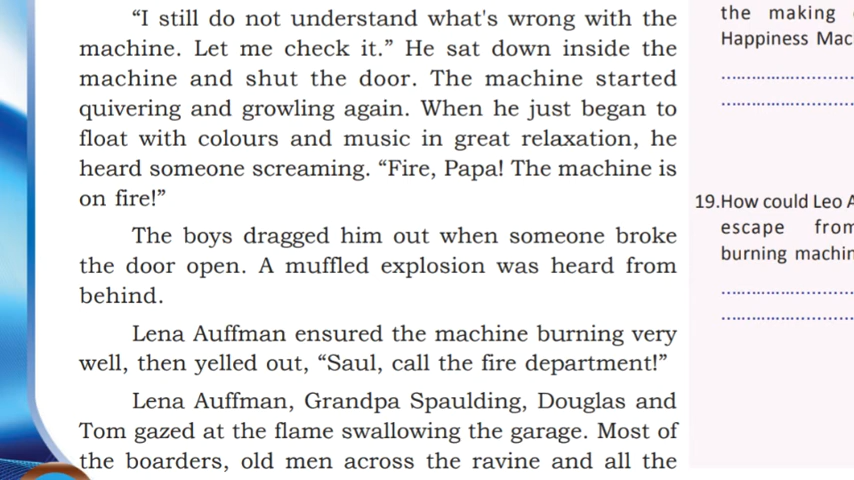 “I still do not understand what's wrong with the
machine. Let me check it.” He sat down inside the
machine and shut the door. The machine started
quivering and growling again. When he just began to
float with colours and music in great relaxation, he
heard someone screaming. “Fire, Papa! The machine is
on fire!”
The boys dragged him out when someone broke
the door open. A muffled explosion was heard from
behind.
Lena Auffman ensured the machine burning very
well, then yelled out, “Saul, call the fire department!”
Lena Auffman, Grandpa Spaulding, Douglas and
Tom gazed at the flame swallowing the garage. Most of
the boarders, old men across the ravine and all the
the making
Happiness Mac
........................
........................
19.How could Leo A
escape from
burning machin
........................
........................